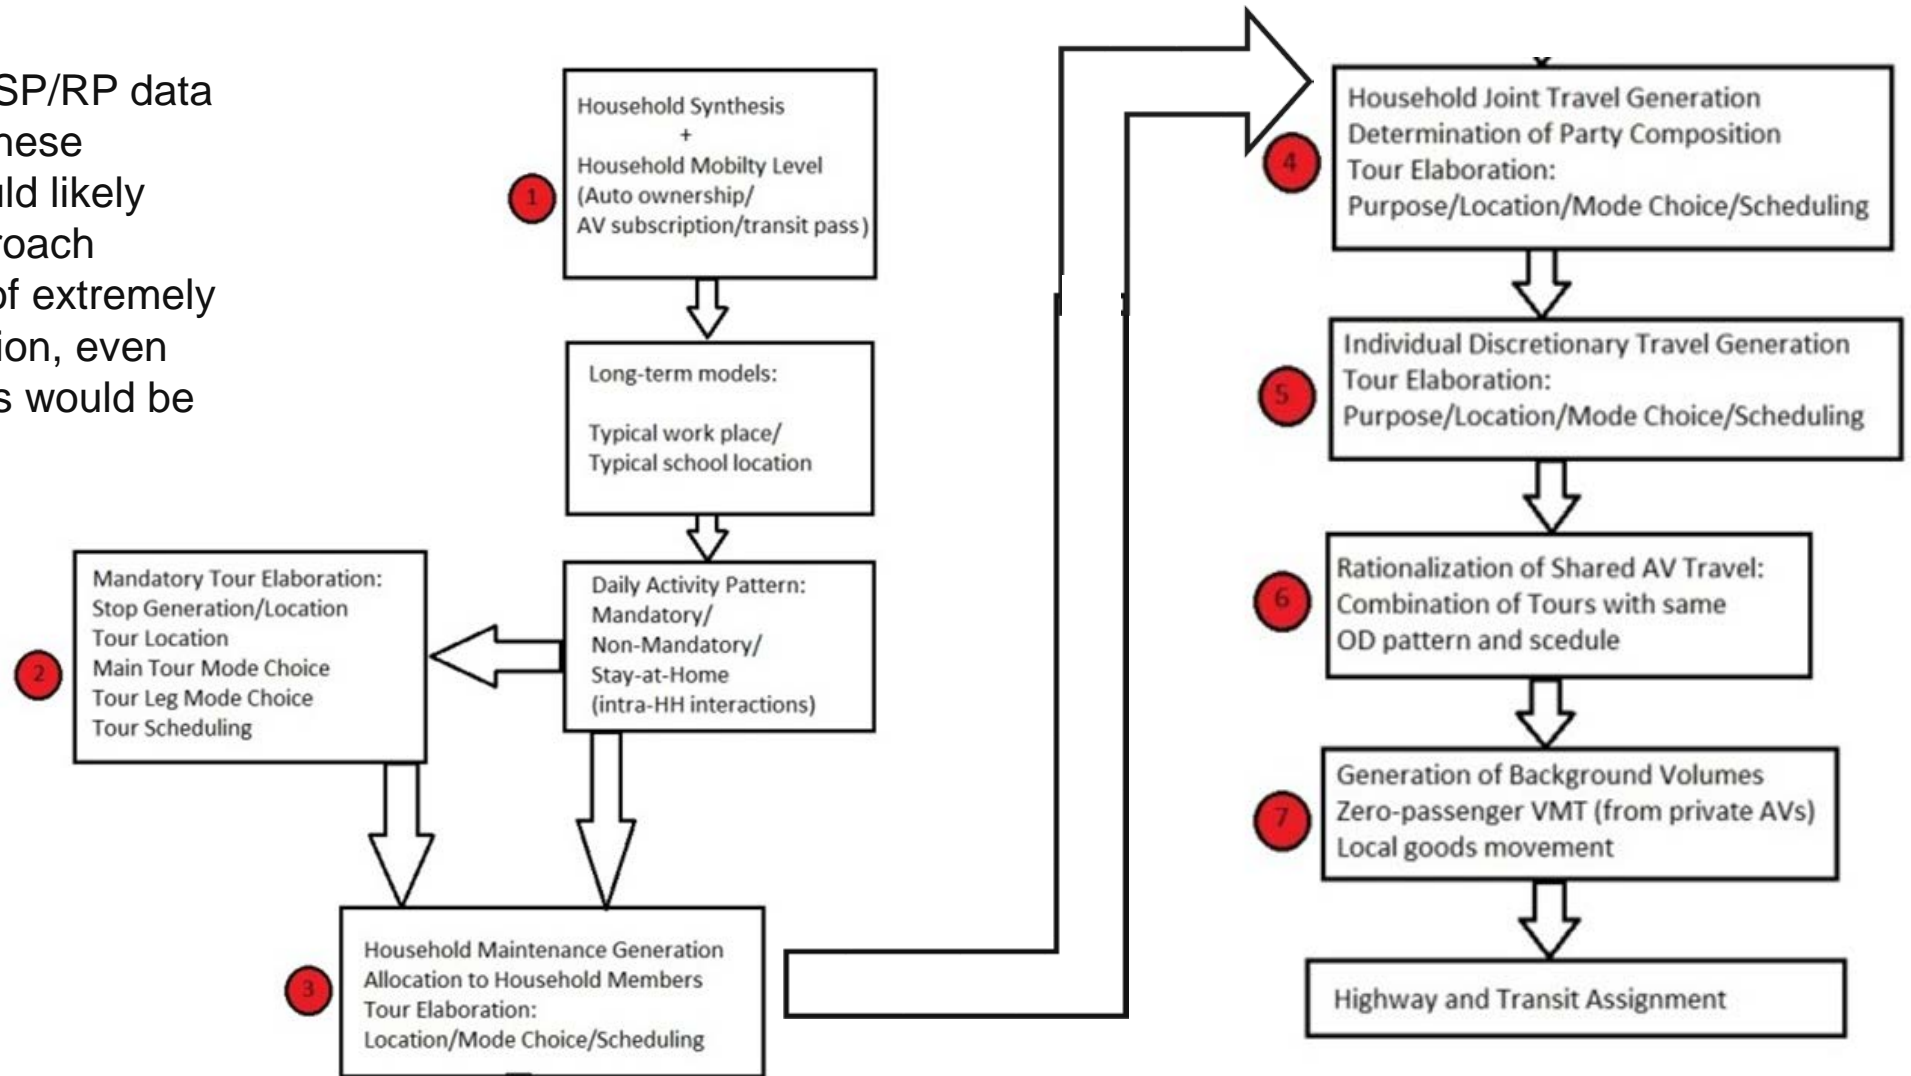 SP/RP data
hese
uld likely
roach
of extremely
ion, even
s would be
1
Household Synthesis
+
Household Mobilty Level
(Auto ownership/
AV subscription/transit pass)
Long-term models:
Typical work place/
Typical school location
Daily Activity Pattern:
Mandatory/
Non-Mandatory/
Stay-at-Home
(intra-HH interactions)
2
Mandatory Tour Elaboration:
Stop Generation/Location
Tour Location
Main Tour Mode Choice
Tour Leg Mode Choice
Tour Scheduling
3
Household Maintenance Generation
Allocation to Household Members
Tour Elaboration:
Location/Mode Choice/Scheduling
4
Household Joint Travel Generation
Determination of Party Composition
Tour Elaboration:
Purpose/Location/Mode Choice/Scheduling
5
Individual Discretionary Travel Generation
Tour Elaboration:
Purpose/Location/Mode Choice/Scheduling
6
Rationalization of Shared AV Travel:
Combination of Tours with same
OD pattern and scedule
7
Generation of Background Volumes
Zero-passenger VMT (from private AVs)
Local goods movement
Highway and Transit Assignment